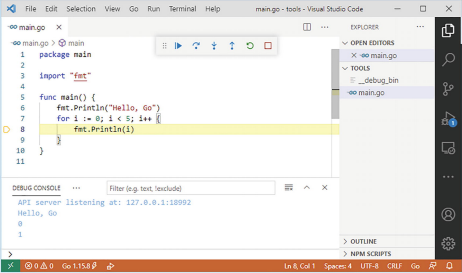 File Edit Selection View Go Run Terminal Help main.go - tools - Visual Studio Code
main.go
main.go > main
1 package main
2
3 import "fmt"
4
5 func main() {
6 fmt.Println("Hello, Go")
7 for i := 0; i < 5; i++ {
8 fmt.Println(i)
9 }
10 }
11
DEBUG CONSOLE
Filter (e.g. text, !exclude)
API server listening at: 127.0.0.1:18992
Hello, Go
0
1
EXPLORER
OPEN EDITORS
main.go
TOOLS
__debug_bin
main.go
OUTLINE
NPM SCRIPTS
1
0 0 Go 1.15.8 Ln 8, Col 1 Spaces: 4 UTF-8 CRLF Go